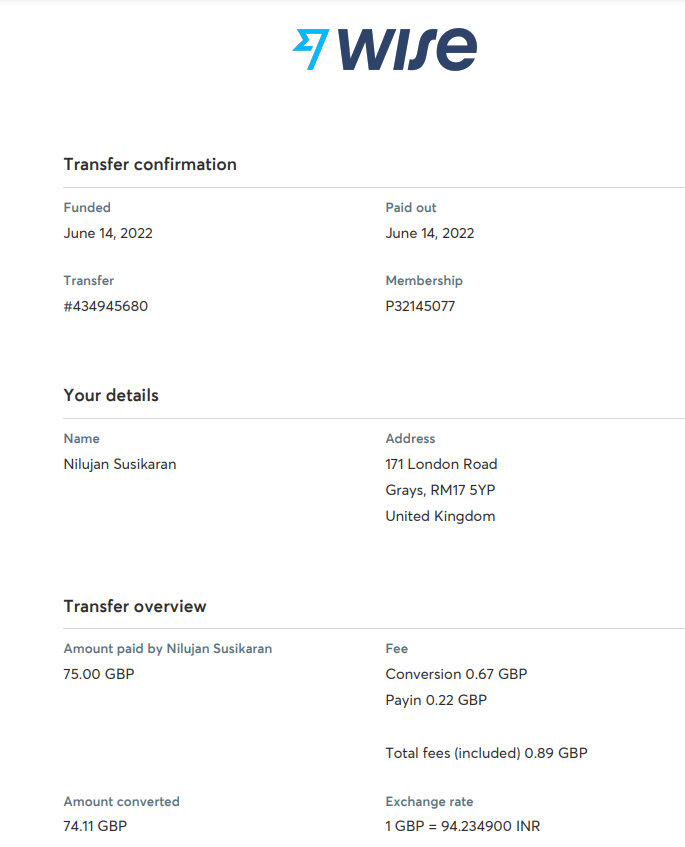 wise
Transfer confirmation
Funded
Paid out
June 14, 2022
June 14, 2022
Transfer
Membership
#434945680
P32145077
Your details
Name
Address
Nilujan Susikaran
171 London Road
Grays, RM17 5YP
United Kingdom
Transfer overview
Amount paid by Nilujan Susikaran
Fee
75.00 GBP
Conversion 0.67 GBP
Payin 0.22 GBP
Total fees (included) 0.89 GBP
Amount converted
Exchange rate
74.11 GBP
1 GBP = 94.234900 INR